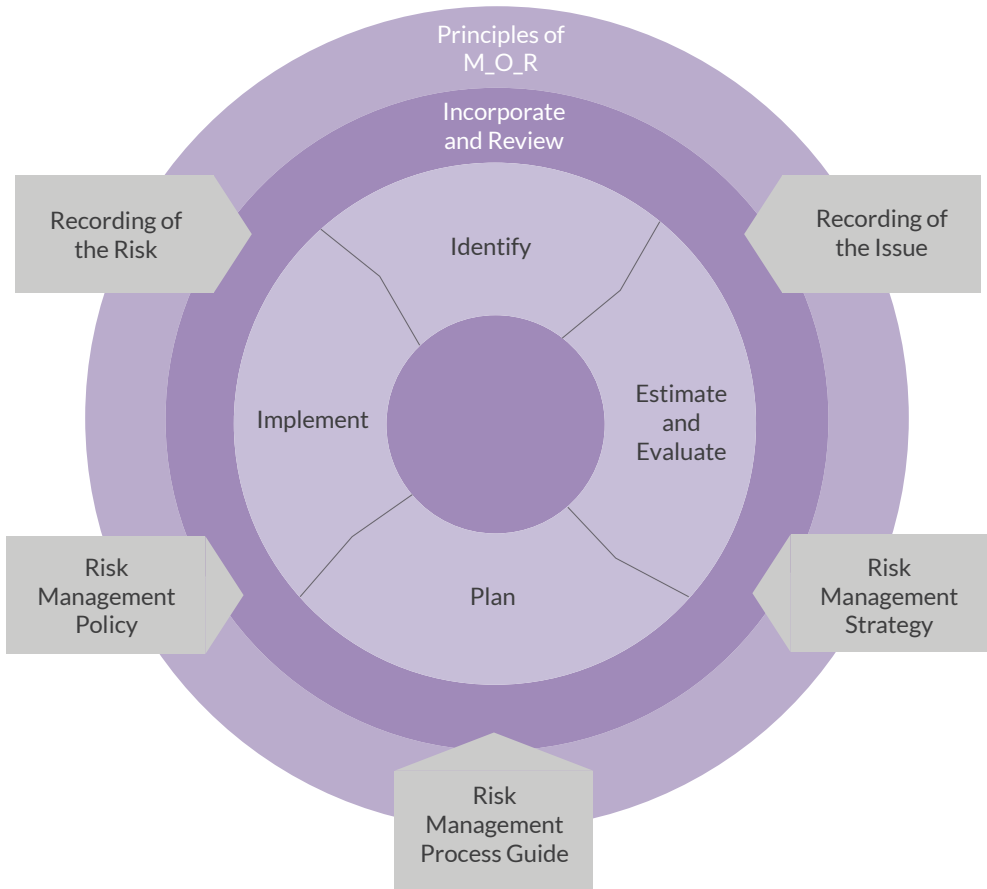 Principles of
M_O_R
Incorporate
and Review
Recording of
the Risk
Recording of
the Issue
Identify
Estimate
and
Evaluate
Implement
Plan
Risk
Management
Policy
Risk
Management
Strategy
Risk
Management
Process Guide